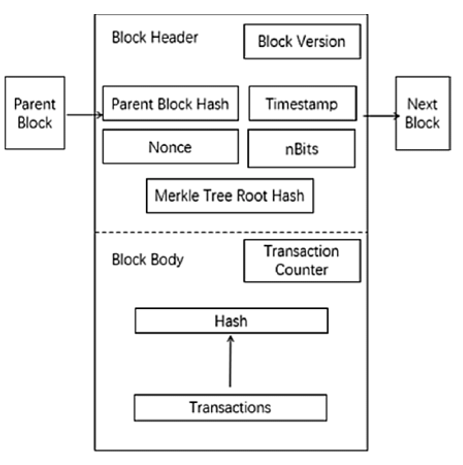 Block Header
Block Version
Parent
Block
Parent Block Hash
Timestamp
Next
Block
Nonce
nBits
Merkle Tree Root Hash
Block Body
Transaction
Counter
Hash
Transactions